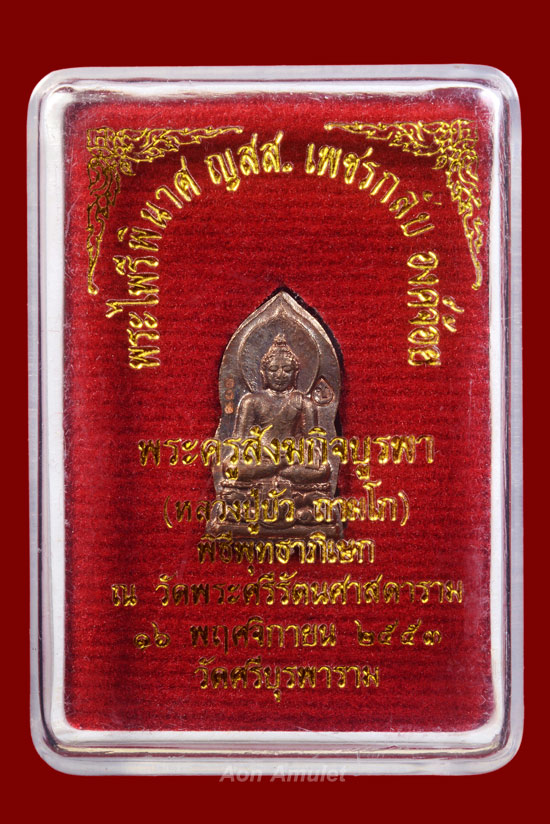 พระไพรีพินาศ ญสส. เพชรกลับ องค์จ้อย
พระครูสังฆกิจบูรพา
(หลวงปู่บัว ถามโก)
พิธีพุทธาภิเษก
ณ วัดพระศรีรัตนศาสดาราม
๑๖ พฤศจิกายน ๒๕๕๓
วัดศรีบุรพาราม
Aon Amulet